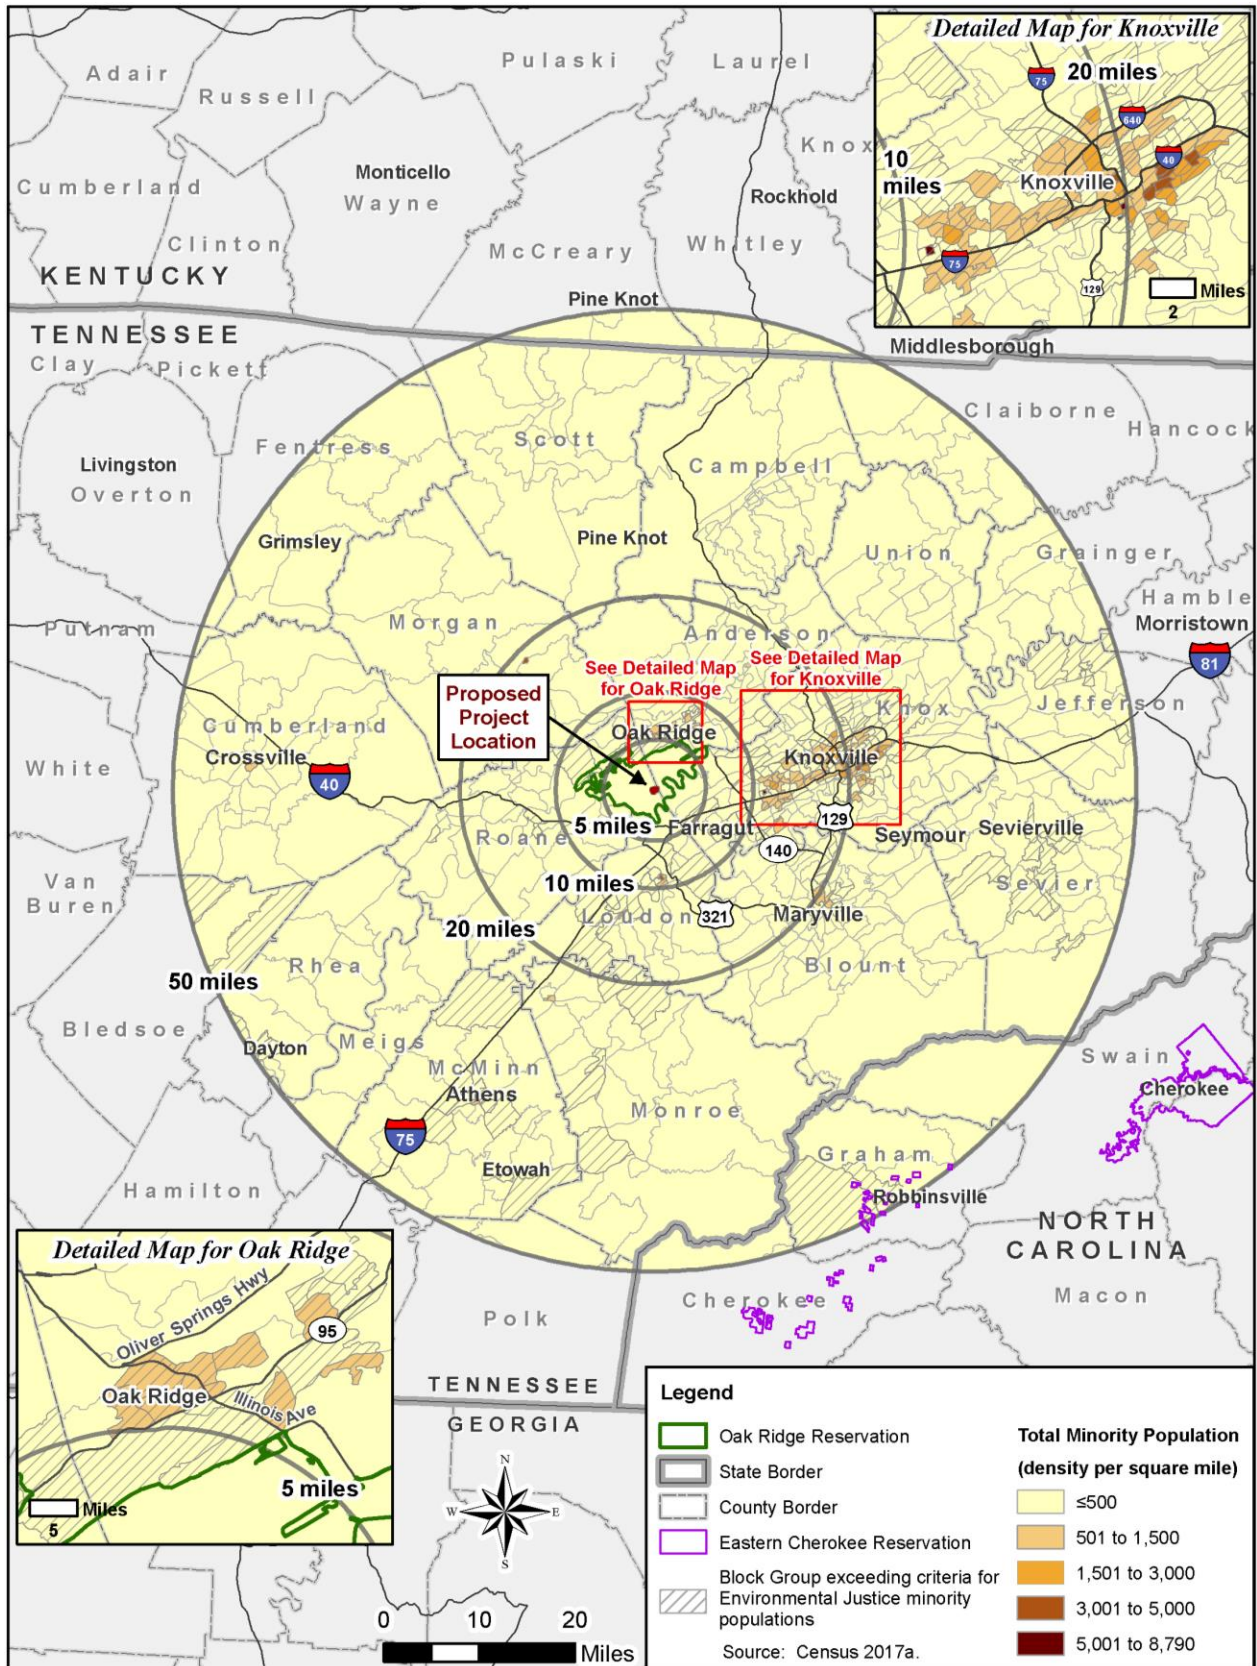 Adair
Russell
Pulaski
Laurel
Knox
Cumberland
Monticello
Wayne
Rockhold
Clinton
McCreary
Whitley
KENTUCKY
Pine Knot
TENNESSEE
Middlesborough
Clay
Pickett
Claiborne
Hancock
Fentress
Scott
Campbell
Livingston
Overton
Grimsley
Pine Knot
Union
Grainger
Hamble
Morristown
Putnam
Morgan
Anderson
81
See Detailed Map
for Oak Ridge
See Detailed Map
for Knoxville
Proposed
Project
Location
Knox
Jefferson
Cumberland
Oak Ridge
Crossville
Knoxville
White
40
5 miles
Farragut
129
Seymour
Sevierville
Roane
140
Van
Buren
10 miles
Sevier
Loudon
321
Maryville
20 miles
Rhea
Blount
50 miles
Bledsoe
Dayton
Meigs
McMinn
Athens
Swain
Cherokee
Monroe
75
Graham
Etowah
Robbinsville
Hamilton
NORTH
CAROLINA
Cherokee
Macon
Polk
TENNESSEE
GEORGIA
N
W
E
S
0
10
20
Miles
Detailed Map for Knoxville
75
20 miles
640
10
miles
40
Knoxville
75
129
Miles
2
Detailed Map for Oak Ridge
Oliver Springs Hwy
95
Oak Ridge
Illinois Ave
5 miles
Miles
5
Legend
Oak Ridge Reservation
State Border
County Border
Eastern Cherokee Reservation
Block Group exceeding criteria for
Environmental Justice minority
populations
Source: Census 2017a.
Total Minority Population
(density per square mile)
≤500
501 to 1,500
1,501 to 3,000
3,001 to 5,000
5,001 to 8,790